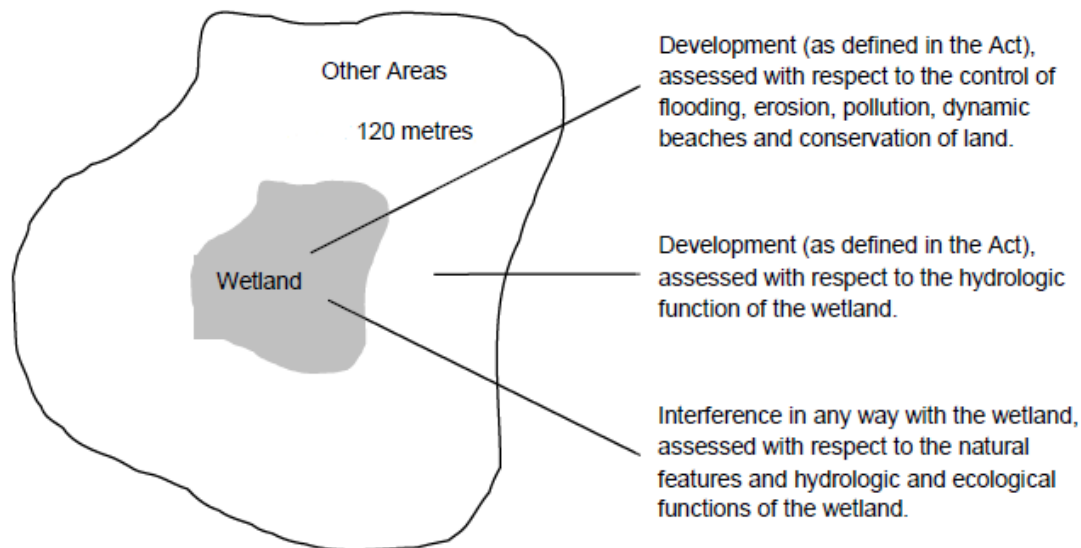 Other Areas
120 metres
Wetland
Development (as defined in the Act),
assessed with respect to the control of
flooding, erosion, pollution, dynamic
beaches and conservation of land.
Development (as defined in the Act),
assessed with respect to the hydrologic
function of the wetland.
Interference in any way with the wetland,
assessed with respect to the natural
features and hydrologic and ecological
functions of the wetland.